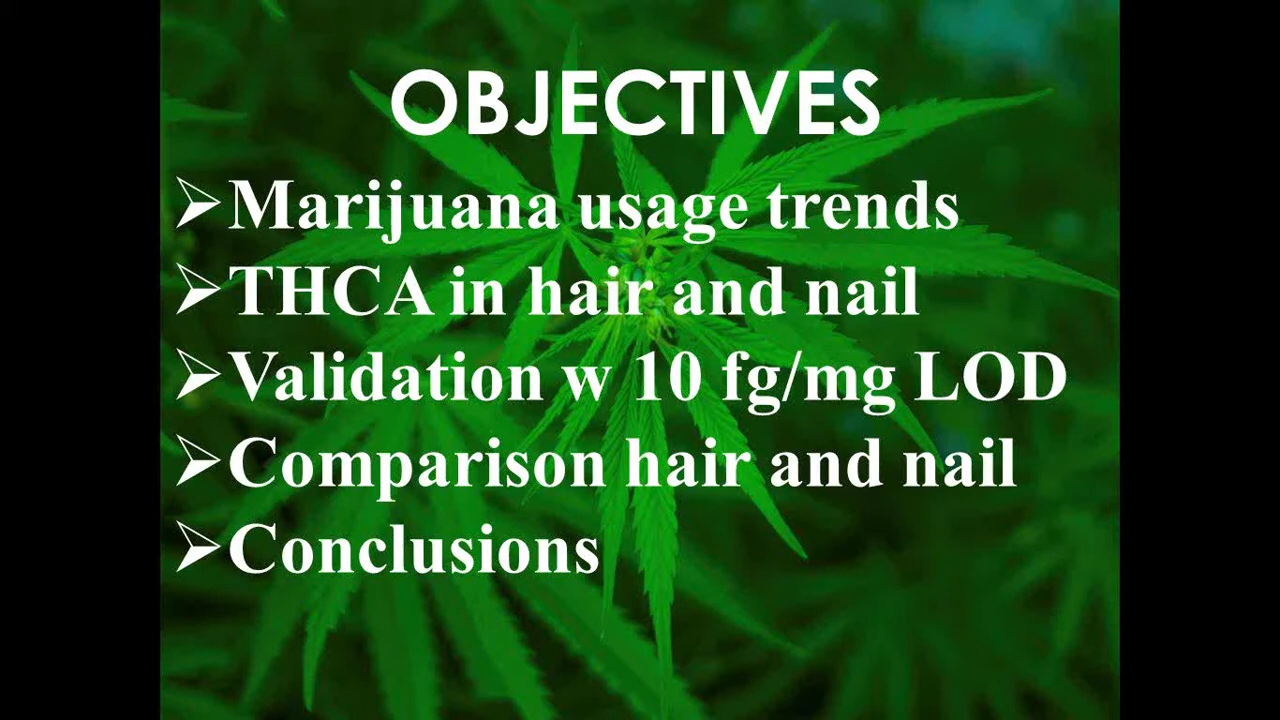 OBJECTIVES
➢Marijuana usage trends
➢THCA in hair and nail
➢Validation w 10 fg/mg LOD
➢Comparison hair and nail
➢Conclusions